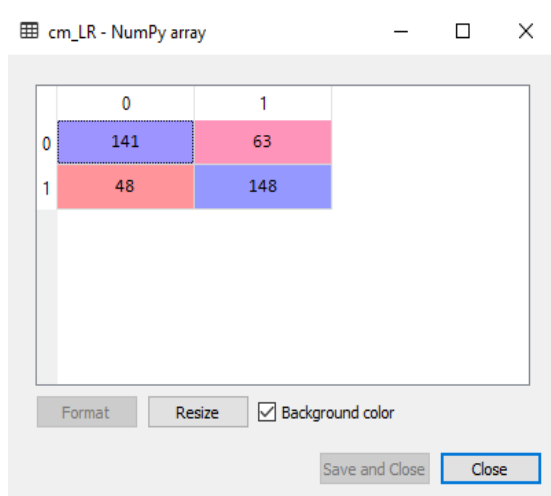 cm_LR - NumPy array
0 1
0 141 63
1 48 148
Format Resize Background color
Save and Close Close